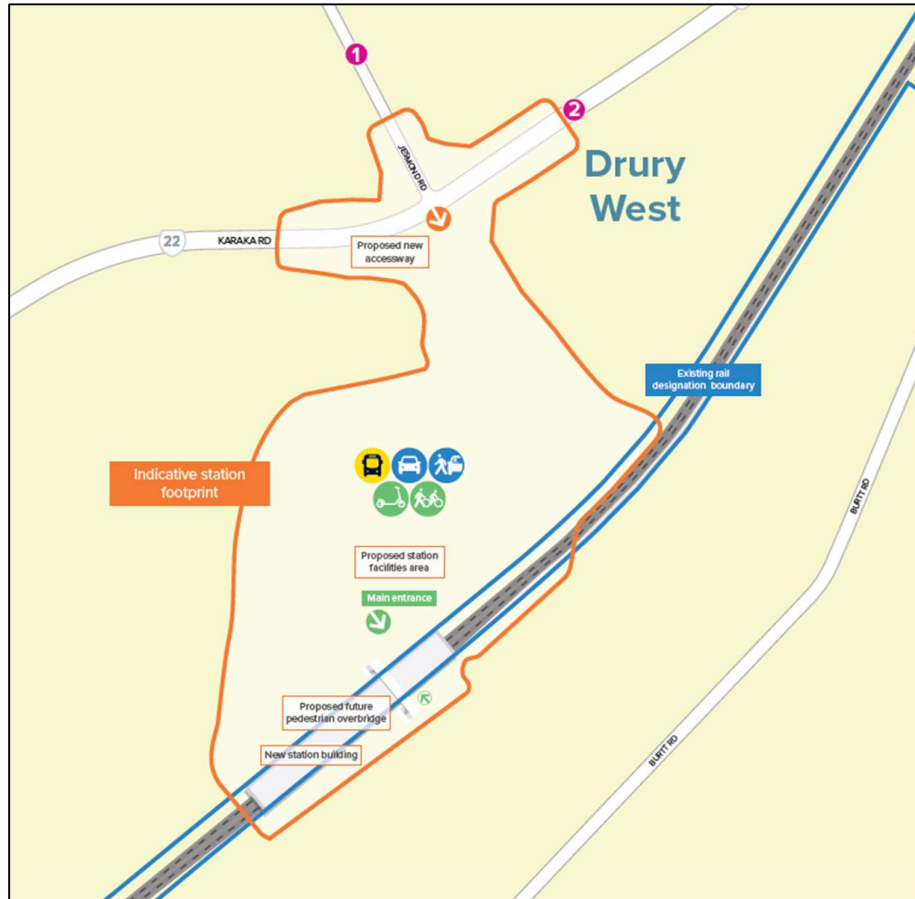 1
2
JESMOND RD
Drury
West
22
KARAKA RD
Proposed new
accessway
Existing rail
designation boundary
Indicative station
footprint
BURTT RD
Proposed station
facilities area
Main entrance
Proposed future
pedestrian overbridge
New station building
BURTT RD